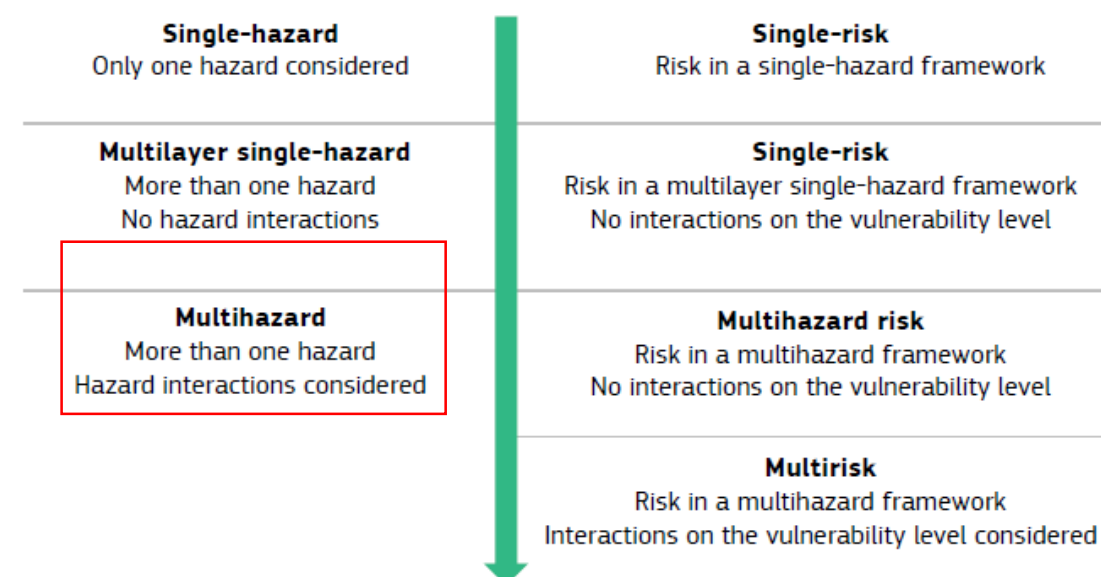 Single-hazard
Only one hazard considered
Single-risk
Risk in a single-hazard framework
Multilayer single-hazard
More than one hazard
No hazard interactions
Single-risk
Risk in a multilayer single-hazard framework
No interactions on the vulnerability level
Multihazard
More than one hazard
Hazard interactions considered
Multihazard risk
Risk in a multihazard framework
No interactions on the vulnerability level
Multirisk
Risk in a multihazard framework
Interactions on the vulnerability level considered